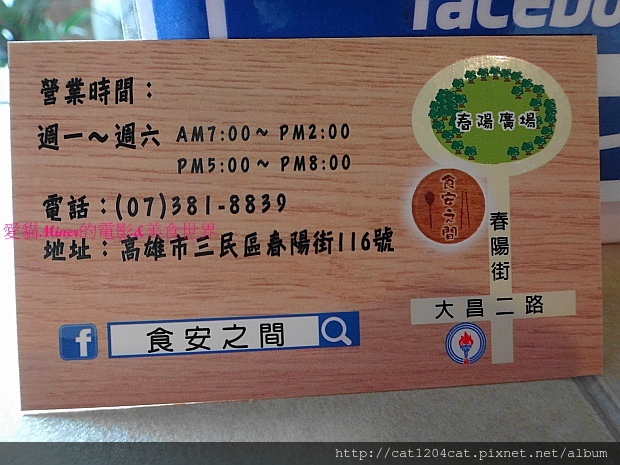 facebo
營業時間：
週一～週六 AM7:00～ PM2:00
PM5:00～ PM8:00
電話：(07)381-8839
愛貓Miner的電影&美食世界
地址：高雄市三民區春陽街116號
春陽廣場
食安之間
春陽街
大昌二路
f 食安之間
http://cat1204cat.pixnet.net/album